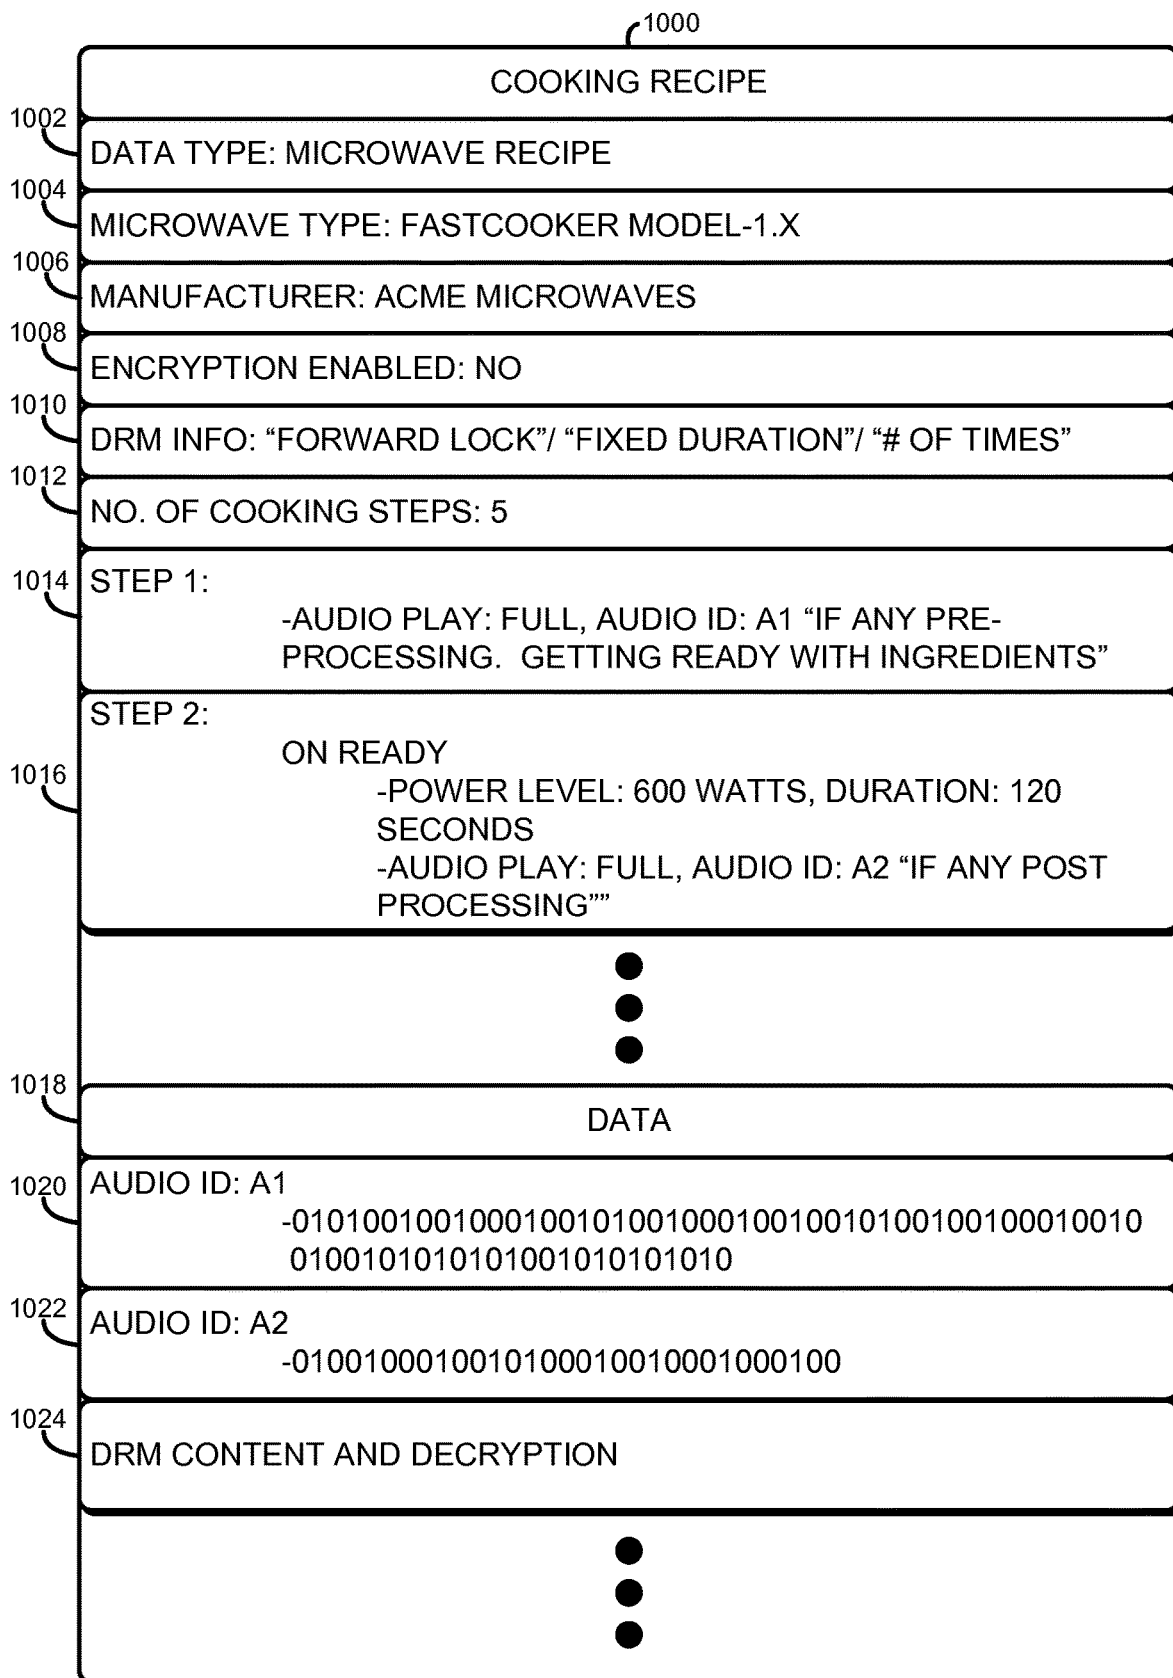 1000
COOKING RECIPE
1002
DATA TYPE: MICROWAVE RECIPE
1004
MICROWAVE TYPE: FASTCOOKER MODEL-1.X
1006
MANUFACTURER: ACME MICROWAVES
1008
ENCRYPTION ENABLED: NO
1010
DRM INFO: “FORWARD LOCK”/ “FIXED DURATION”/ “# OF TIMES”
1012
NO. OF COOKING STEPS: 5
1014
STEP 1:
-AUDIO PLAY: FULL, AUDIO ID: A1 “IF ANY PRE-
PROCESSING.  GETTING READY WITH INGREDIENTS”
STEP 2:
1016
ON READY
-POWER LEVEL: 600 WATTS, DURATION: 120
SECONDS
-AUDIO PLAY: FULL, AUDIO ID: A2 “IF ANY POST
PROCESSING””
1018
DATA
1020
AUDIO ID: A1
-010100100100010010100100010010010100100100010010
0100101010101001010101010
1022
AUDIO ID: A2
-01001000100101000100100010001​00
1024
DRM CONTENT AND DECRYPTION